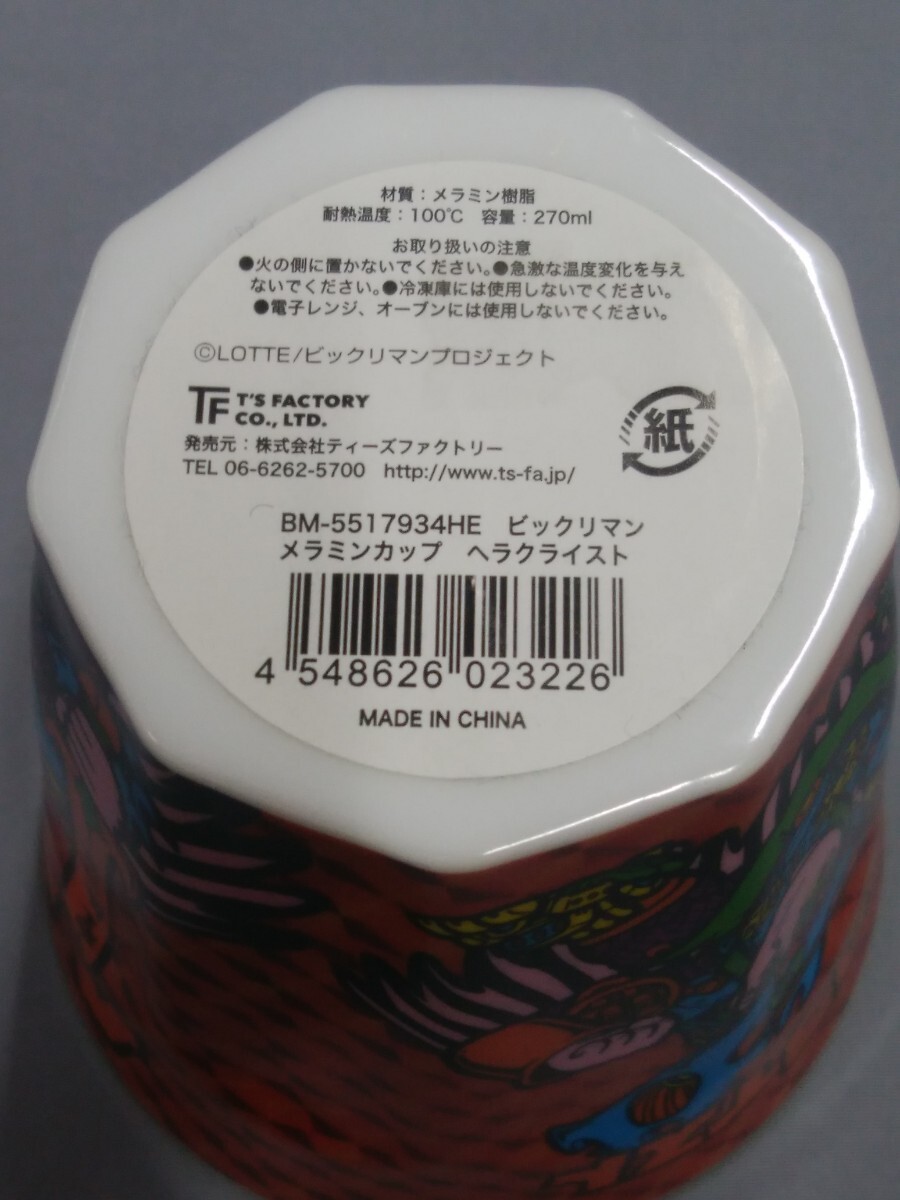 材質：メラミン樹脂
耐熱温度：100℃　容量：270ml
お取り扱いの注意
●火の側に置かないでください。●急激な温度変化を与え
ないでください。●冷凍庫には使用しないでください。
●電子レンジ、オーブンには使用しないでください。
©LOTTE/ビックリマンプロジェクト
TF T'S FACTORY
CO., LTD.
紙
発売元：株式会社ティーズファクトリー
TEL 06-6262-5700　http://www.ts-fa.jp/
BM-5517934HE　ビックリマン
メラミンカップ　ヘラクライスト
4 548626 023226
MADE IN CHINA